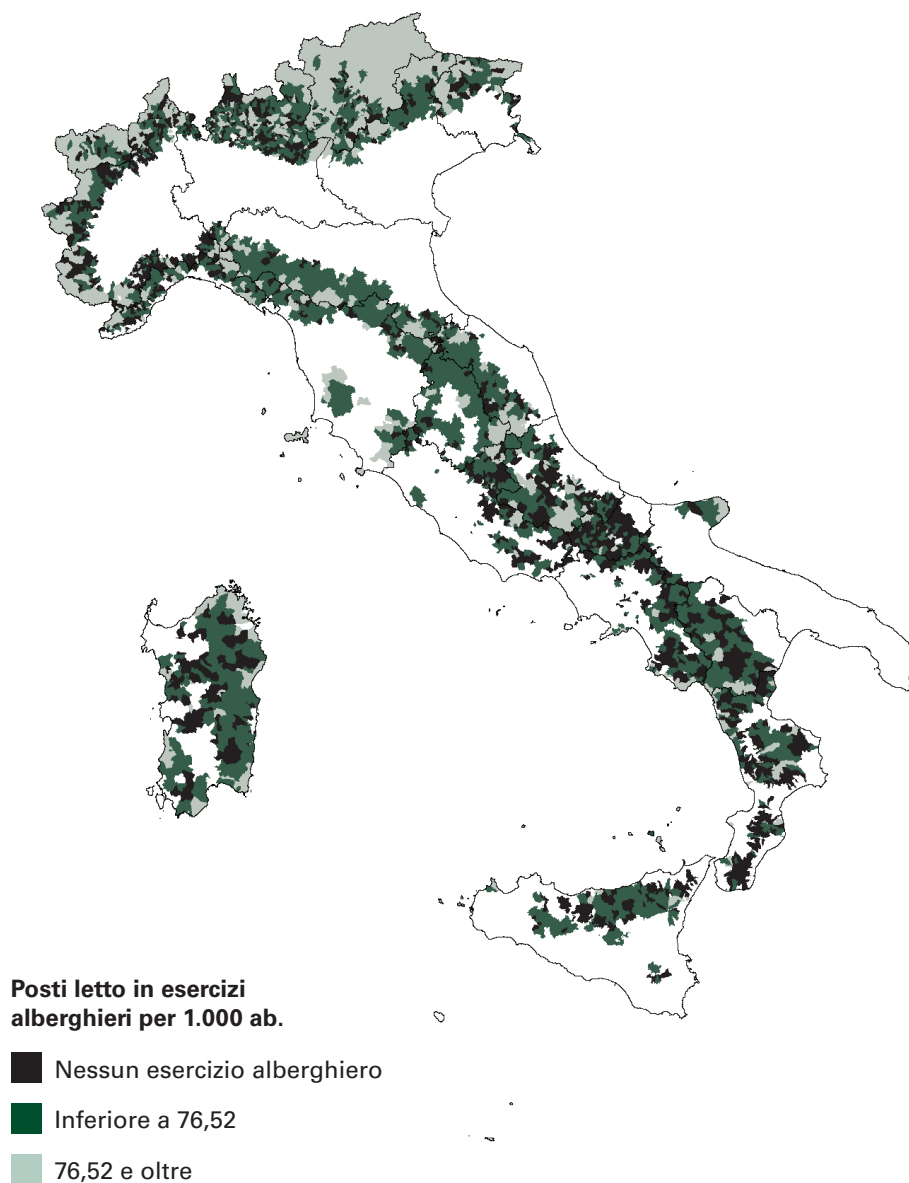 Posti letto in esercizi
alberghieri per 1.000 ab.
Nessun esercizio alberghiero
Inferiore a 76,52
76,52 e oltre